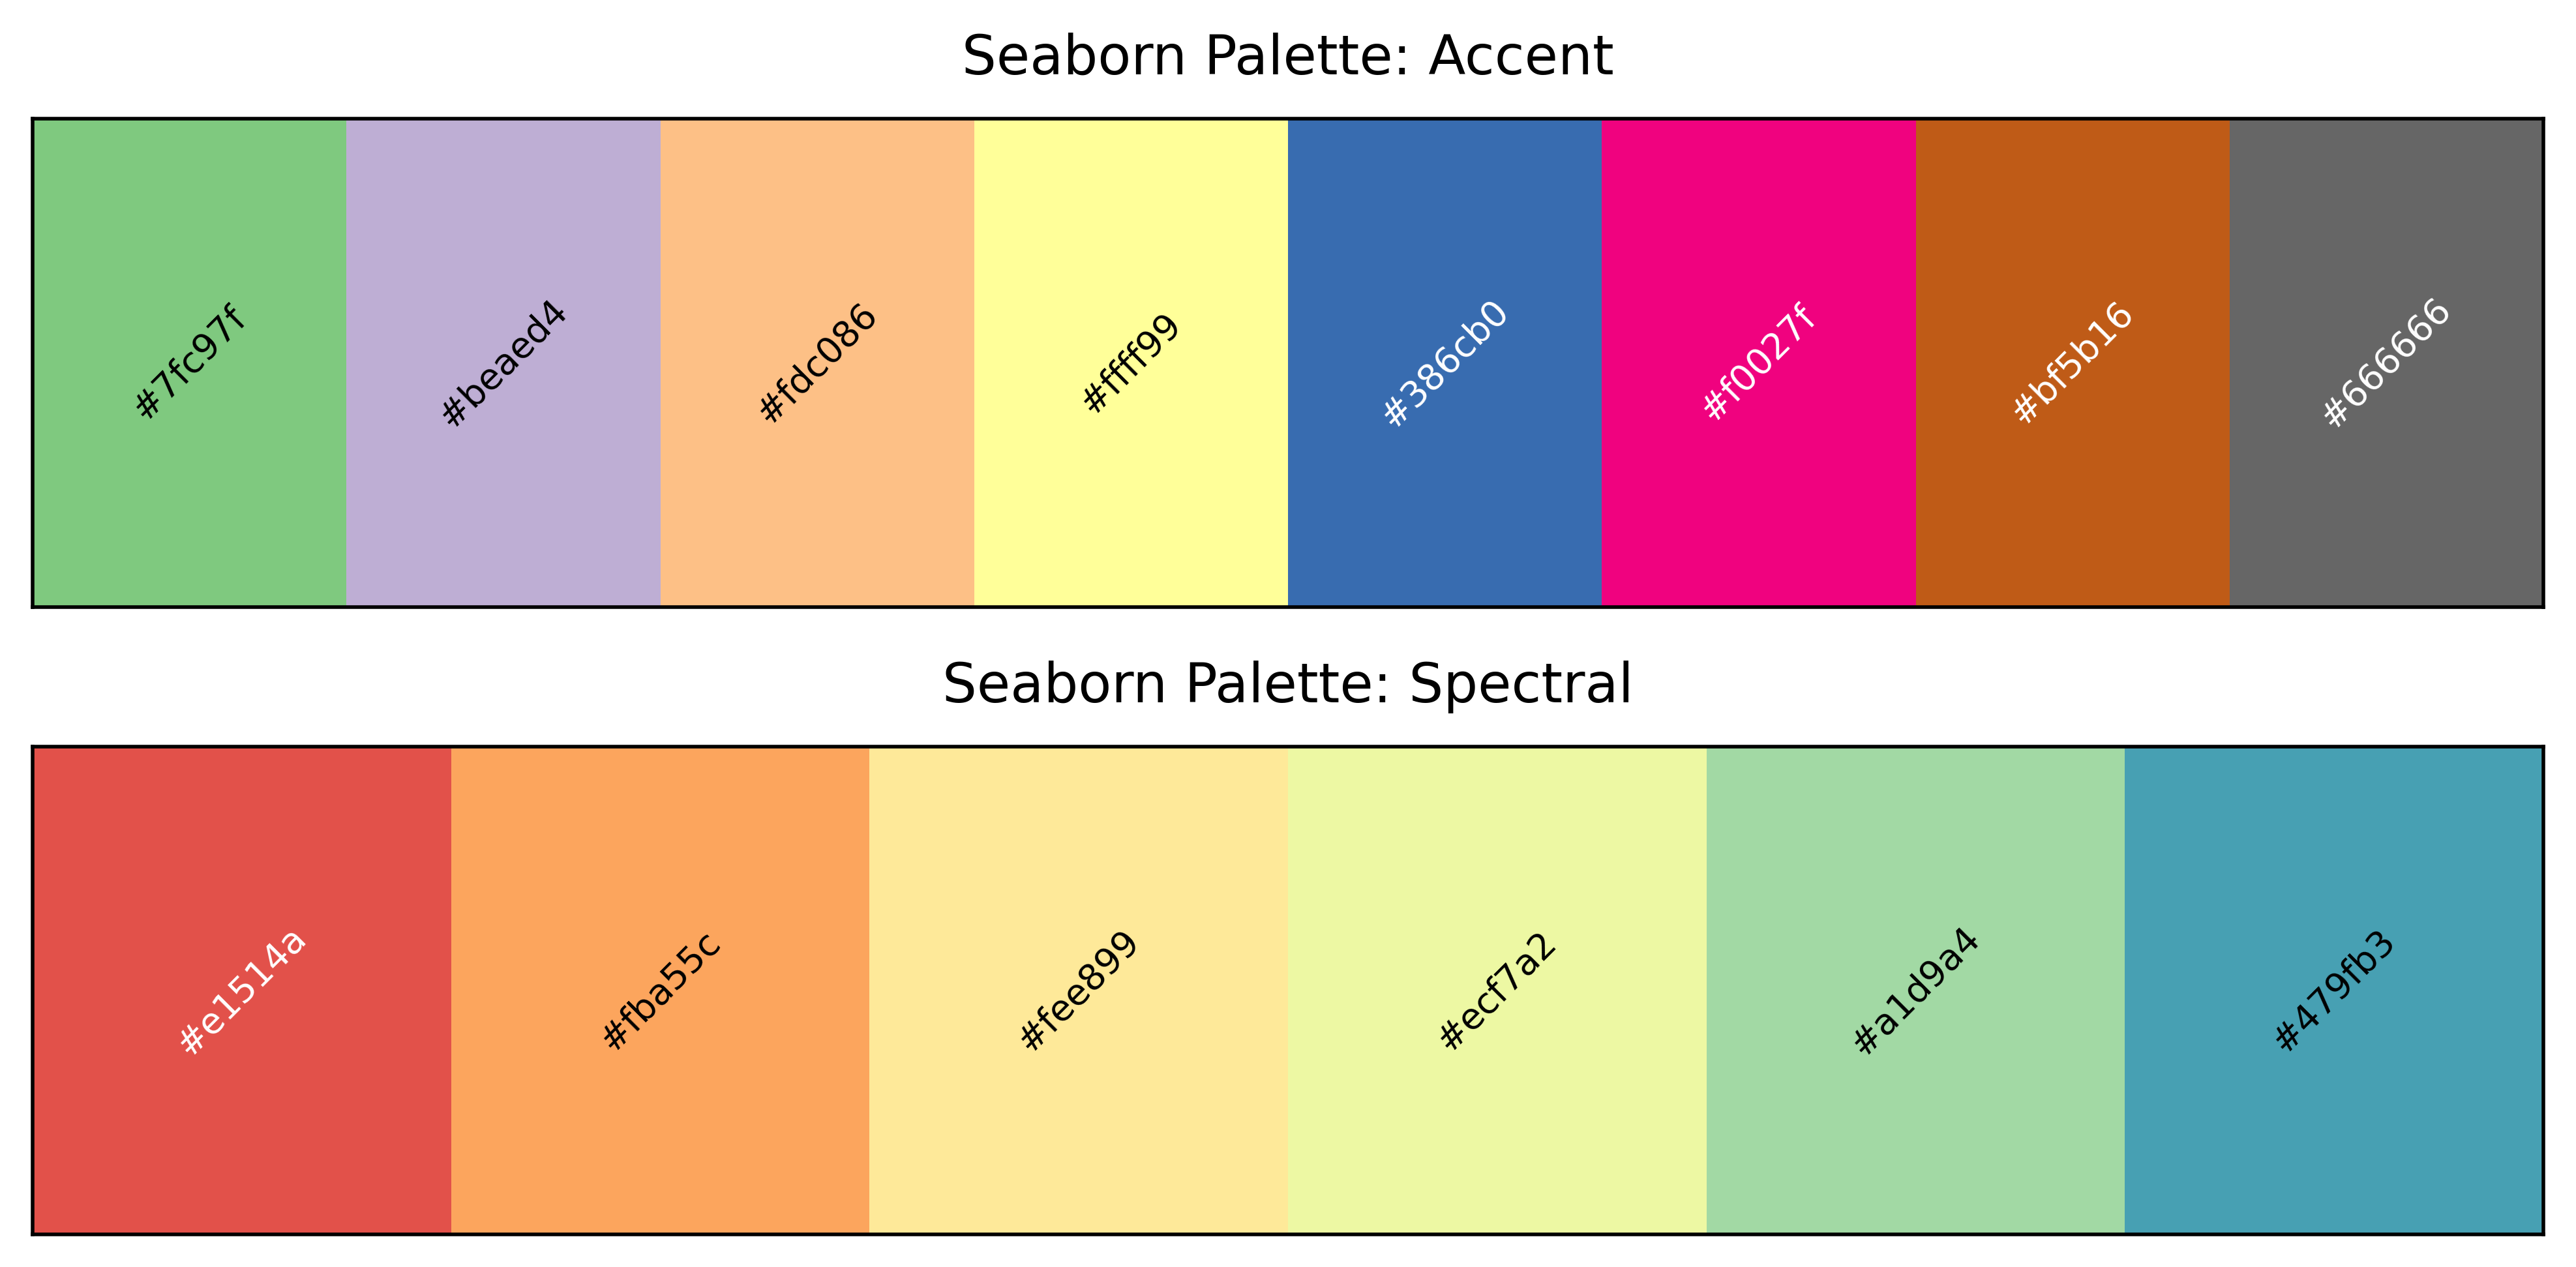 Seaborn Palette: Accent
#7fc97f
#beaed4
#fdc086
#ffff99
#386cb0
#f0027f
#bf5b16
#666666
Seaborn Palette: Spectral
#e1514a
#fba55c
#fee899
#ecf7a2
#a1d9a4
#479fb3